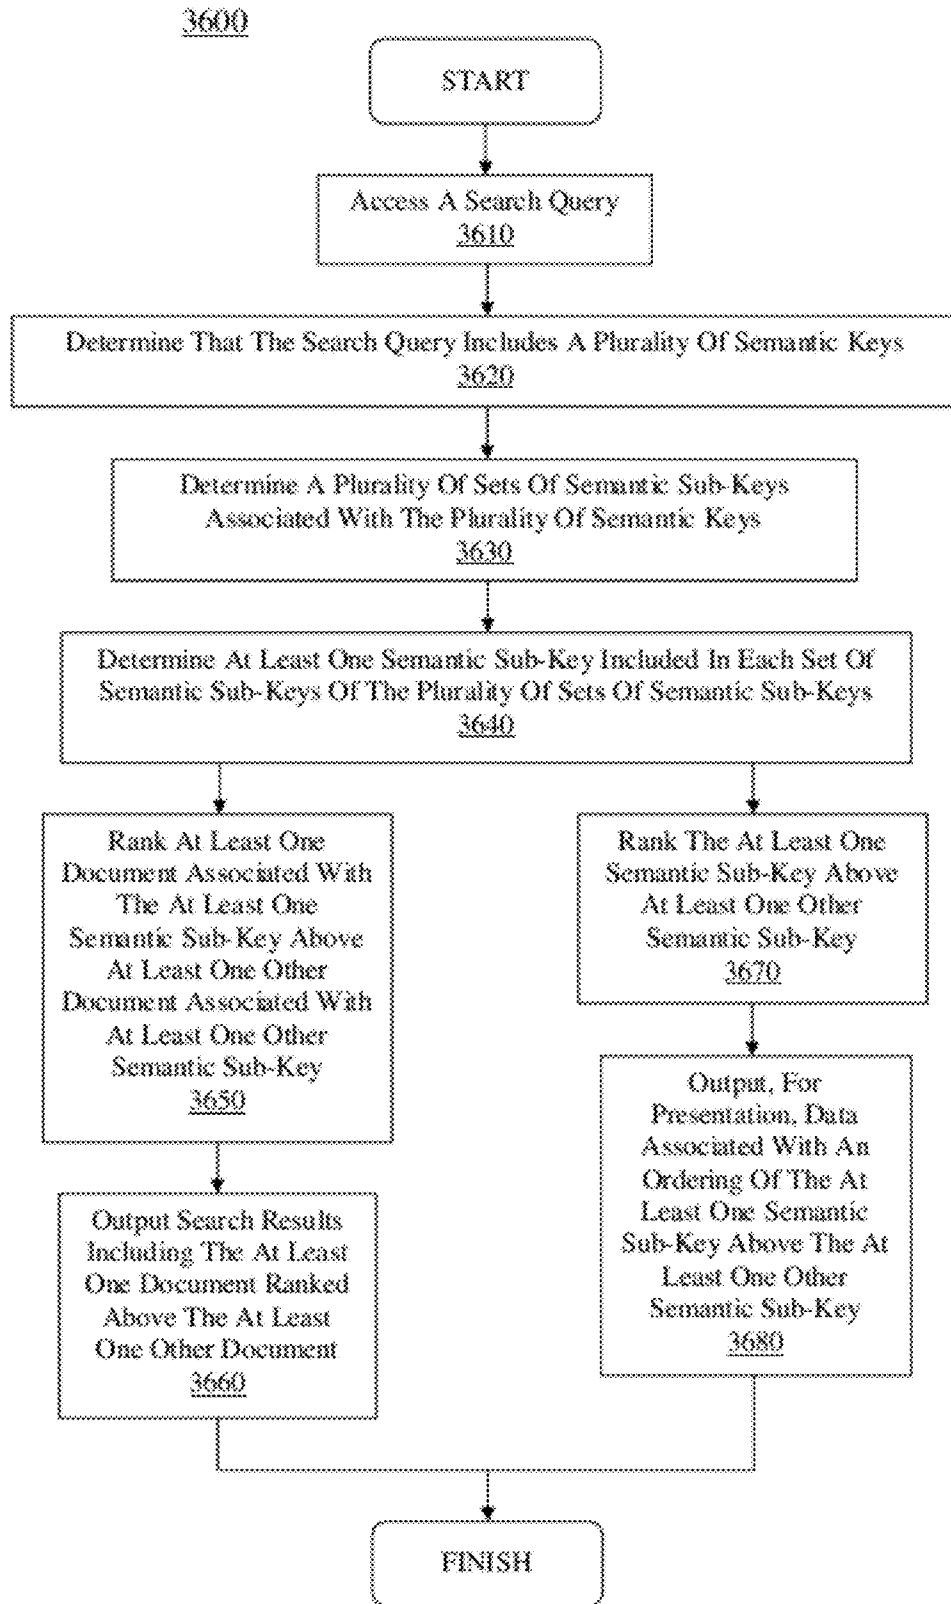 3600
START
Access A Search Query
3610
Determine That The Search Query Includes A Plurality Of Semantic Keys
3620
Determine A Plurality Of Sets Of Semantic Sub-Keys
Associated With The Plurality Of Semantic Keys
3630
Determine At Least One Semantic Sub-Key Included In Each Set Of
Semantic Sub-Keys Of The Plurality Of Sets Of Semantic Sub-Keys
3640
Rank At Least One
Document Associated With
The At Least One
Semantic Sub-Key Above
At Least One Other
Document Associated With
At Least One Other
Semantic Sub-Key
3650
Output Search Results
Including The At Least
One Document Ranked
Above The At Least
One Other Document
3660
Rank The At Least One
Semantic Sub-Key Above
At Least One Other
Semantic Sub-Key
3670
Output, For
Presentation, Data
Associated With An
Ordering Of The At
Least One Semantic
Sub-Key Above The At
Least One Other
Semantic Sub-Key
3680
FINISH